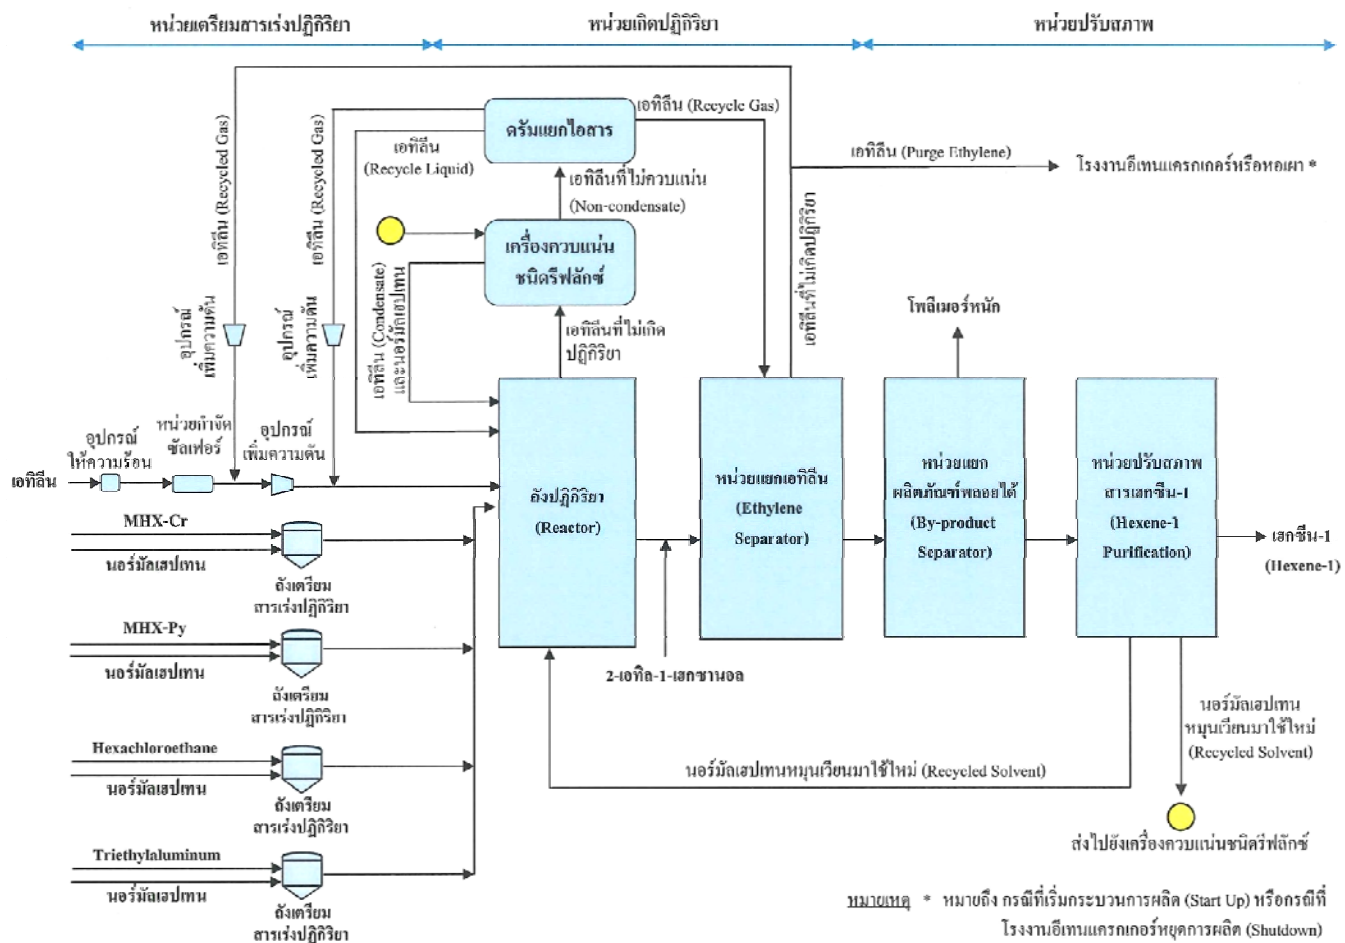 หน่วยเตรียมสารเร่งปฏิกิริยา
หน่วยเกิดปฏิกิริยา
หน่วยปรับสภาพ
เอทิลีน (Recycled Gas)
เอทิลีน (Recycled Gas)
เอทิลีน
(Recycle Liquid)
ดรัมแยกไอสาร
เอทิลีน (Recycle Gas)
เอทิลีน (Purge Ethylene)
โรงงานอีเทนแครกเกอร์หรือหอเผา *
เอทิลีนที่ไม่ควบแน่น
(Non-condensate)
เครื่องควบแน่น
ชนิดรีฟลักซ์
เอทิลีน (Condensate)
และนอร์มัลเฮปเทน
เอทิลีนที่ไม่เกิด
ปฏิกิริยา
เอทิลีนที่ไม่เกิดปฏิกิริยา
อุปกรณ์
เพิ่มความดัน
อุปกรณ์
เพิ่มความดัน
โพลีเมอร์หนัก
เอทิลีน
อุปกรณ์
ให้ความร้อน
หน่วยกำจัด
ซัลเฟอร์
อุปกรณ์
เพิ่มความดัน
ถังปฏิกิริยา
(Reactor)
หน่วยแยกเอทิลีน
(Ethylene
Separator)
หน่วยแยก
ผลิตภัณฑ์พลอยได้
(By-product
Separator)
หน่วยปรับสภาพ
สารเฮกซีน-1
(Hexene-1
Purification)
เฮกซีน-1
(Hexene-1)
MHX-Cr
นอร์มัลเฮปเทน
ถังเตรียม
สารเร่งปฏิกิริยา
MHX-Py
นอร์มัลเฮปเทน
ถังเตรียม
สารเร่งปฏิกิริยา
2-เอทิล-1-เฮกซานอล
Hexachloroethane
นอร์มัลเฮปเทน
ถังเตรียม
สารเร่งปฏิกิริยา
นอร์มัลเฮปเทนหมุนเวียนมาใช้ใหม่ (Recycled Solvent)
นอร์มัลเฮปเทน
หมุนเวียนมาใช้ใหม่
(Recycled Solvent)
ส่งไปยังเครื่องควบแน่นชนิดรีฟลักซ์
Triethylaluminum
นอร์มัลเฮปเทน
ถังเตรียม
สารเร่งปฏิกิริยา
หมายเหตุ * หมายถึง กรณีที่เริ่มกระบวนการผลิต (Start Up) หรือกรณีที่
โรงงานอีเทนแครกเกอร์หยุดการผลิต (Shutdown)